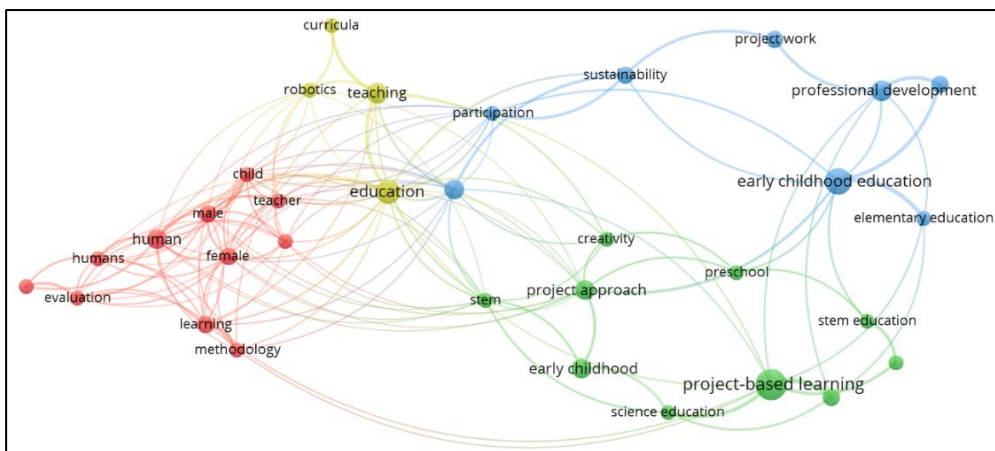 curricula
project work
sustainability
robotics
teaching
professional development
participation
child
early childhood education
education
teacher
male
elementary education
human
creativity
female
humans
preschool
project approach
evaluation
stem
learning
stem education
methodology
early childhood
project-based learning
science education